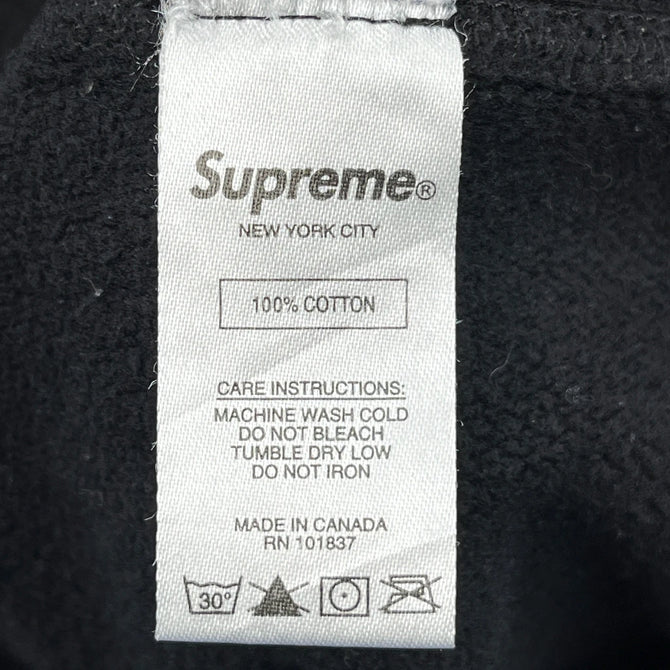 Supreme®
NEW YORK CITY
100% COTTON
CARE INSTRUCTIONS:
MACHINE WASH COLD
DO NOT BLEACH
TUMBLE DRY LOW
DO NOT IRON
MADE IN CANADA
RN 101837
30°